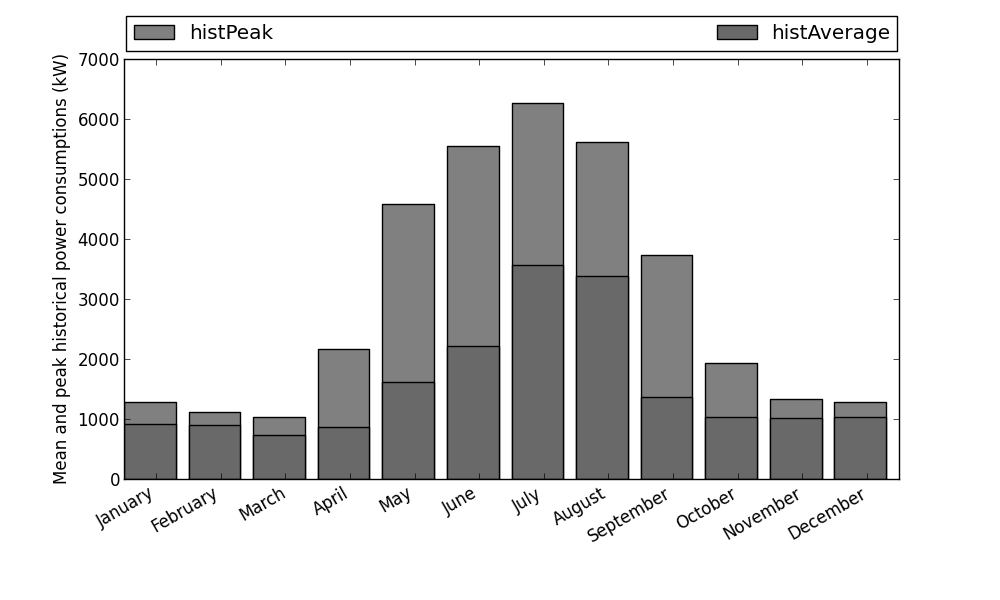 histPeak histAverage
Mean and peak historical power consumptions (kW)
7000
6000
5000
4000
3000
2000
1000
0
January February March April May June July August September October November December